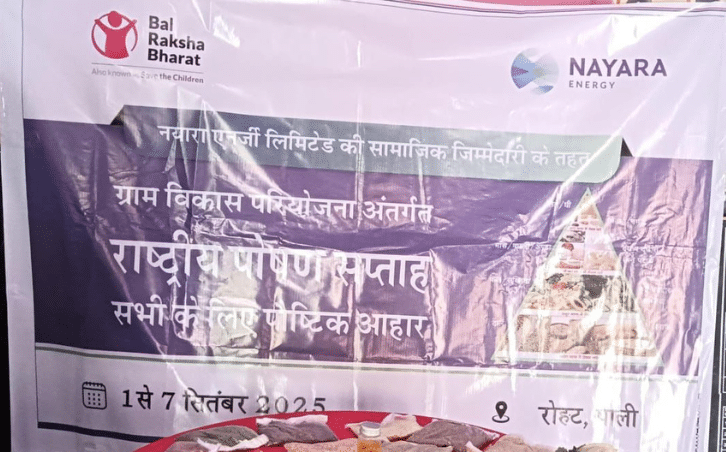 Bal
Raksha
Bharat
Also known as Save the Children
NAYARA
ENERGY
नयारा एनर्जी लिमिटेड की सामाजिक जिम्मेदारी के तहत
ग्राम विकास परियोजना अंतर्गत
राष्ट्रीय पोषण सप्ताह
सभी के लिए पौष्टिक आहार
1 से 7 सितंबर 2025
रोहट, पाली